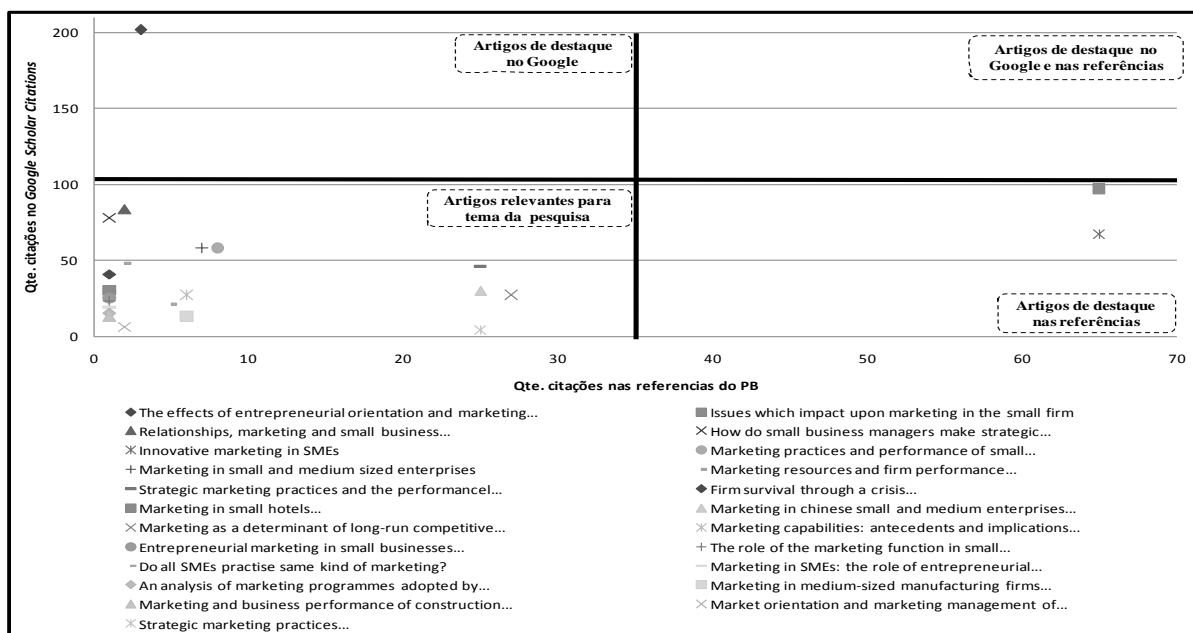 Qte. citações no Google Scholar Citations
200
150
100
50
0
Artigos de destaque
no Google
Artigos de destaque no
Google e nas referências
Artigos relevantes para
tema da pesquisa
Artigos de destaque
nas referências
0 10 20 30 40 50 60 70
Qte. citações nas referencias do PB
The effects of entrepreneurial orientation and marketing...
Issues which impact upon marketing in the small firm
Relationships, marketing and small business...
How do small business managers make strategic...
Innovative marketing in SMEs
Marketing practices and performance of small...
Marketing in small and medium sized enterprises
Marketing resources and firm performance...
Strategic marketing practices and the performancel...
Firm survival through a crisis...
Marketing in small hotels...
Marketing in chinese small and medium enterprises...
Marketing as a determinant of long-run competitive...
Marketing capabilities: antecedents and implications...
Entrepreneurial marketing in small businesses...
The role of the marketing function in small...
Do all SMEs practise same kind of marketing?
Marketing in SMEs: the role of entrepreneurial...
An analysis of marketing programmes adopted by...
Marketing in medium-sized manufacturing firms...
Marketing and business performance of construction...
Market orientation and marketing management of...
Strategic marketing practices...